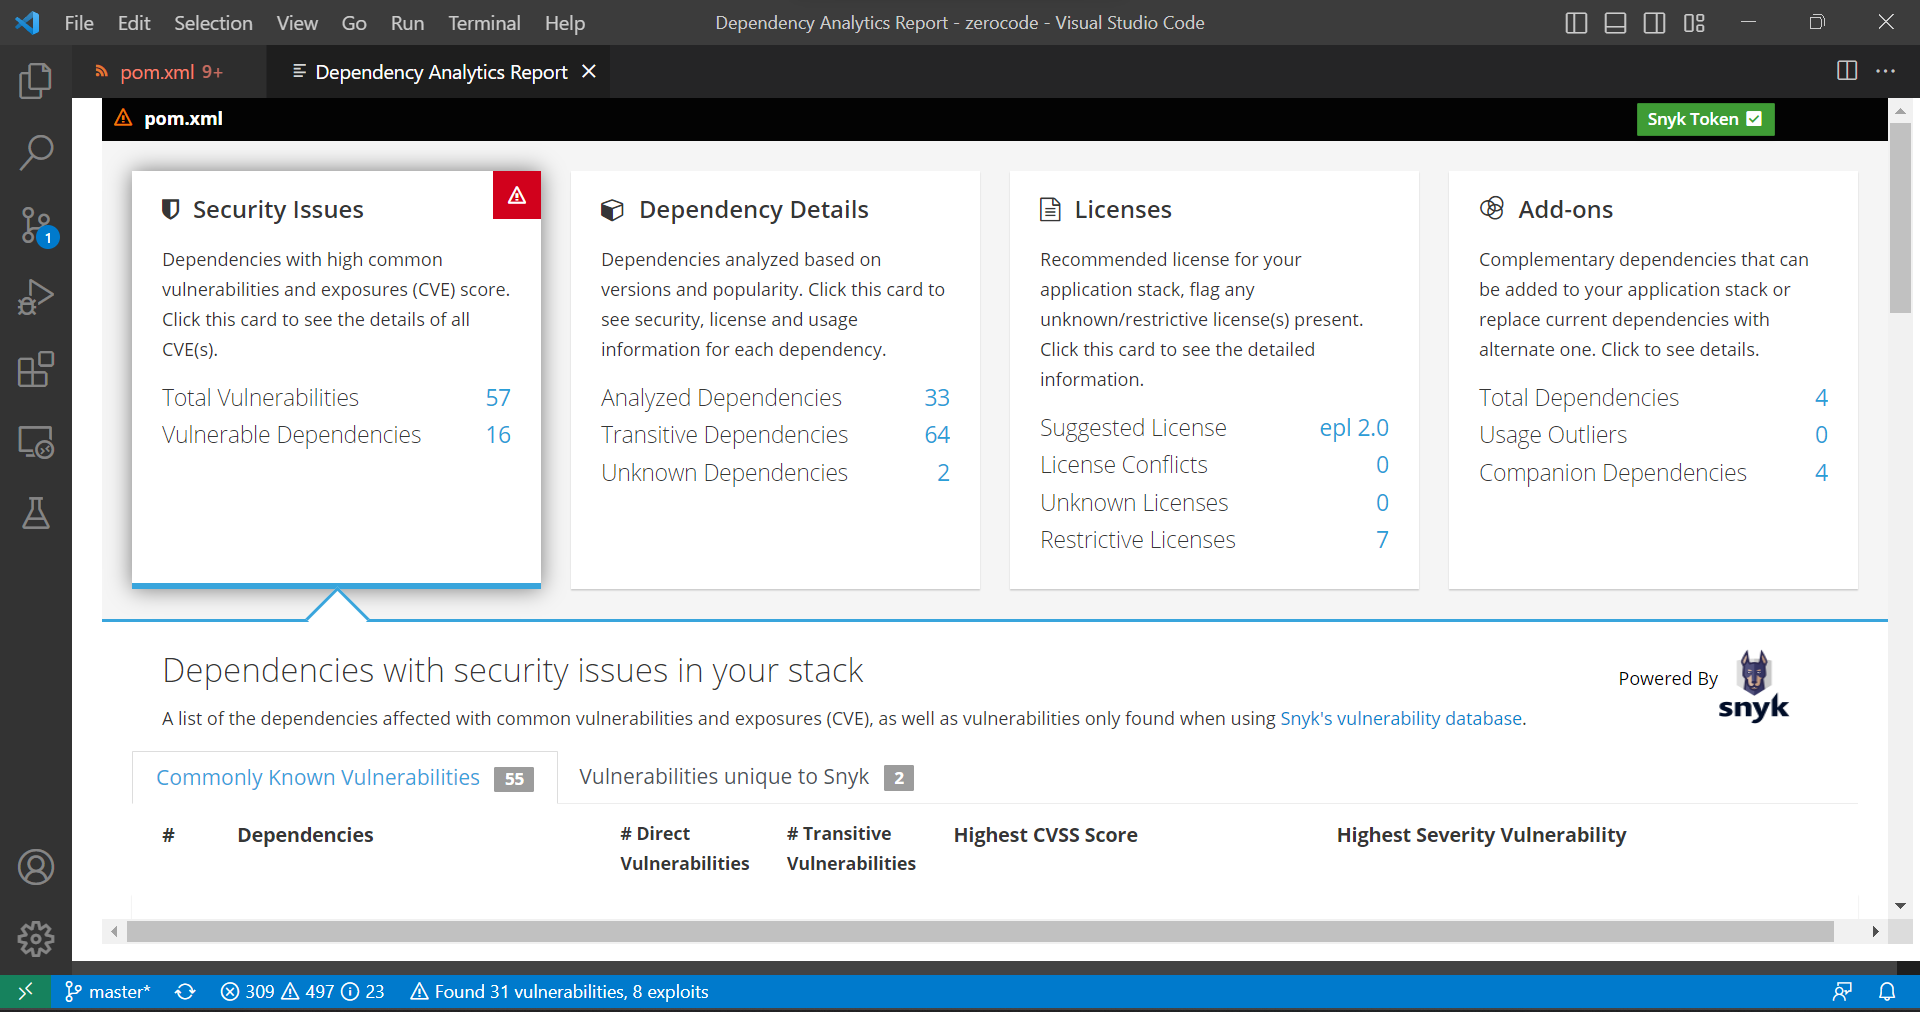 File Edit Selection View Go Run Terminal Help Dependency Analytics Report - zerocode - Visual Studio Code
pom.xml 9+ Dependency Analytics Report
pom.xml Snyk Token
Security Issues
Dependencies with high common
vulnerabilities and exposures (CVE) score.
Click this card to see the details of all
CVE(s).
Total Vulnerabilities 57
Vulnerable Dependencies 16
Dependency Details
Dependencies analyzed based on
versions and popularity. Click this card to
see security, license and usage
information for each dependency.
Analyzed Dependencies 33
Transitive Dependencies 64
Unknown Dependencies 2
Licenses
Recommended license for your
application stack, flag any
unknown/restrictive license(s) present.
Click this card to see the detailed
information.
Suggested License epl 2.0
License Conflicts 0
Unknown Licenses 0
Restrictive Licenses 7
Add-ons
Complementary dependencies that can
be added to your application stack or
replace current dependencies with
alternate one. Click to see details.
Total Dependencies 4
Usage Outliers 0
Companion Dependencies 4
1
Dependencies with security issues in your stack
Powered By snyk
A list of the dependencies affected with common vulnerabilities and exposures (CVE), as well as vulnerabilities only found when using Snyk's vulnerability database.
Commonly Known Vulnerabilities 55 Vulnerabilities unique to Snyk 2
# Dependencies # Direct Vulnerabilities # Transitive Vulnerabilities Highest CVSS Score Highest Severity Vulnerability
master* 309 497 23 Found 31 vulnerabilities, 8 exploits